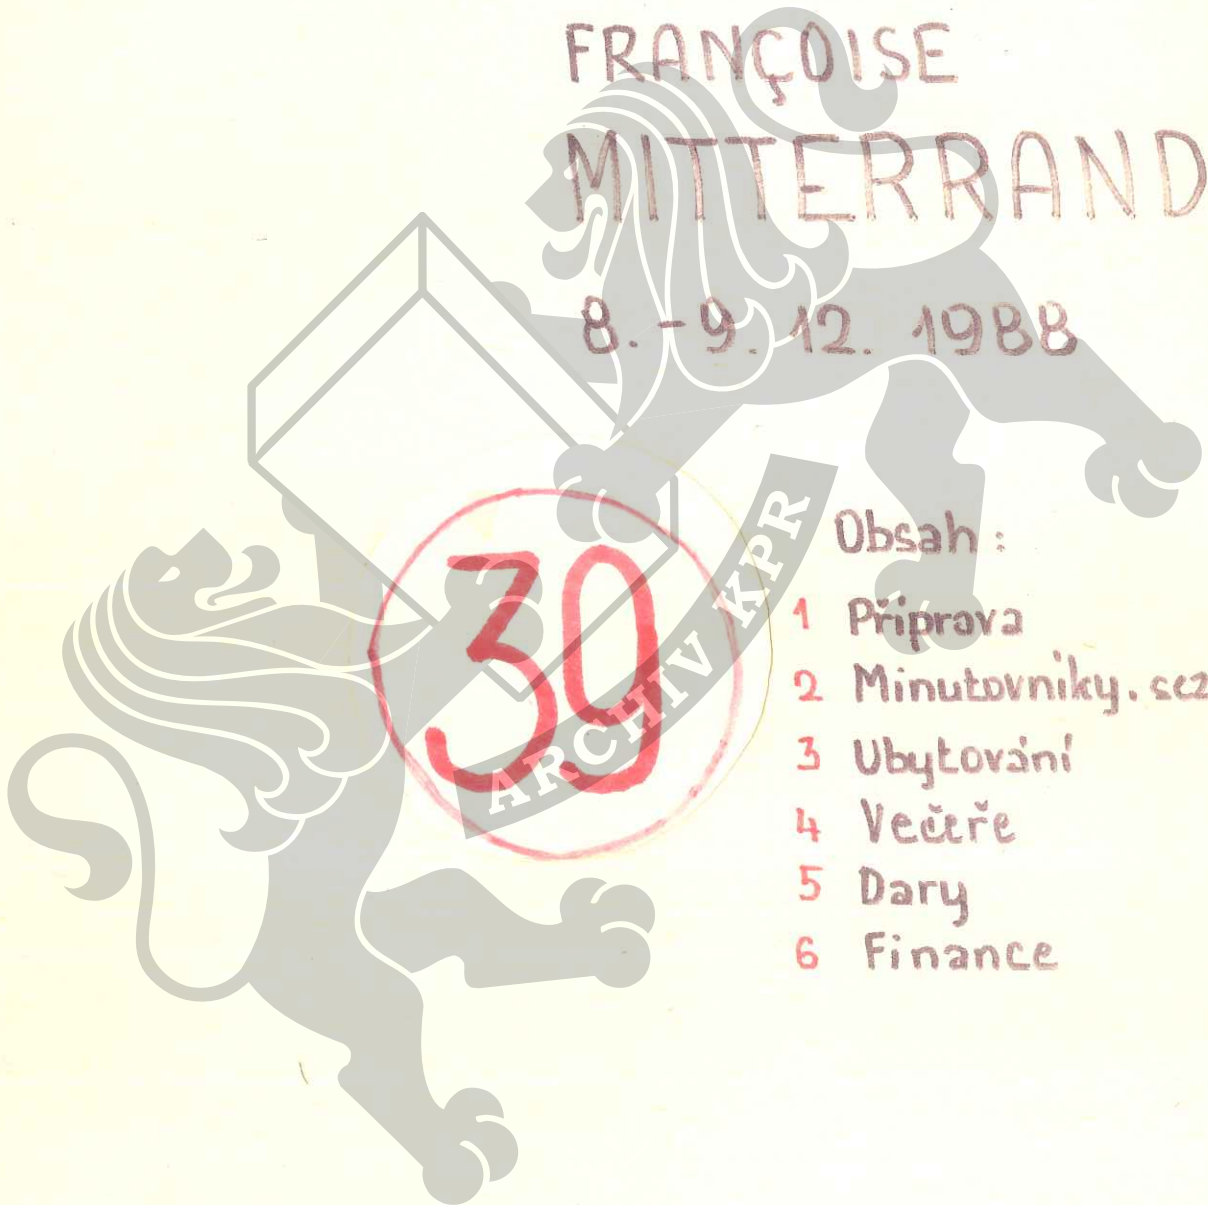 FRANÇOISE
MITTERRAND
8. - 9. 12. 1988
39
ARCHIV KPR
Obsah :
1 Příprava
2 Minutovníky. sez
3 Ubytování
4 Večeře
5 Dary
6 Finance